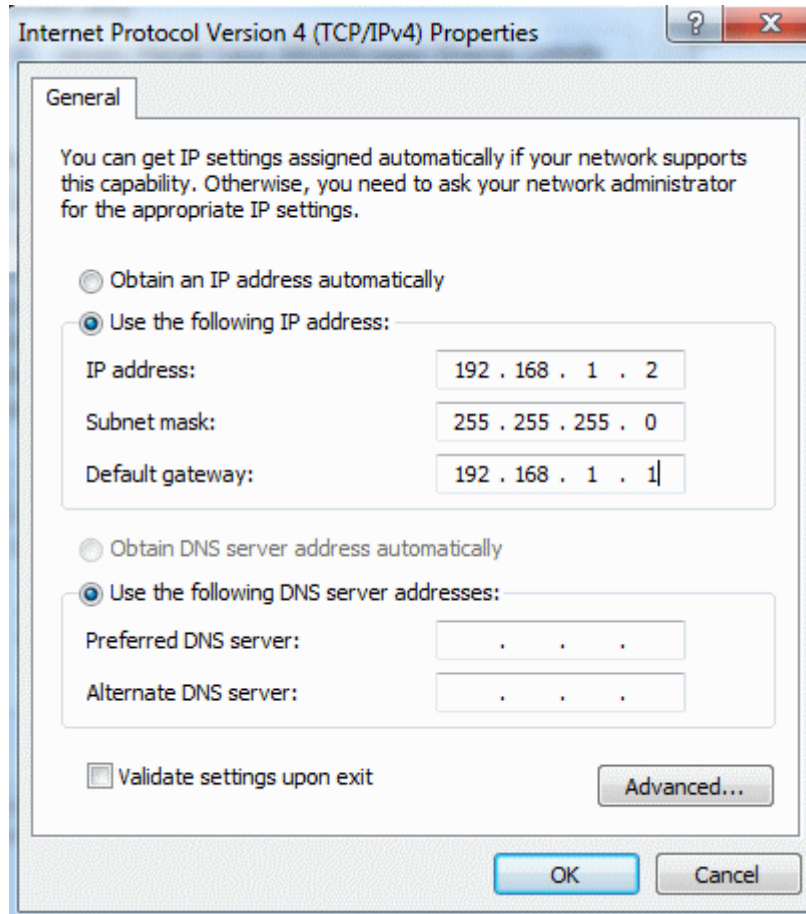 Internet Protocol Version 4 (TCP/IPv4) Properties
General
You can get IP settings assigned automatically if your network supports
this capability. Otherwise, you need to ask your network administrator
for the appropriate IP settings.
Obtain an IP address automatically
Use the following IP address:
IP address: 192 . 168 . 1 . 2
Subnet mask: 255 . 255 . 255 . 0
Default gateway: 192 . 168 . 1 . 1
Obtain DNS server address automatically
Use the following DNS server addresses:
Preferred DNS server: . . .
Alternate DNS server: . . .
Validate settings upon exit
Advanced...
OK Cancel